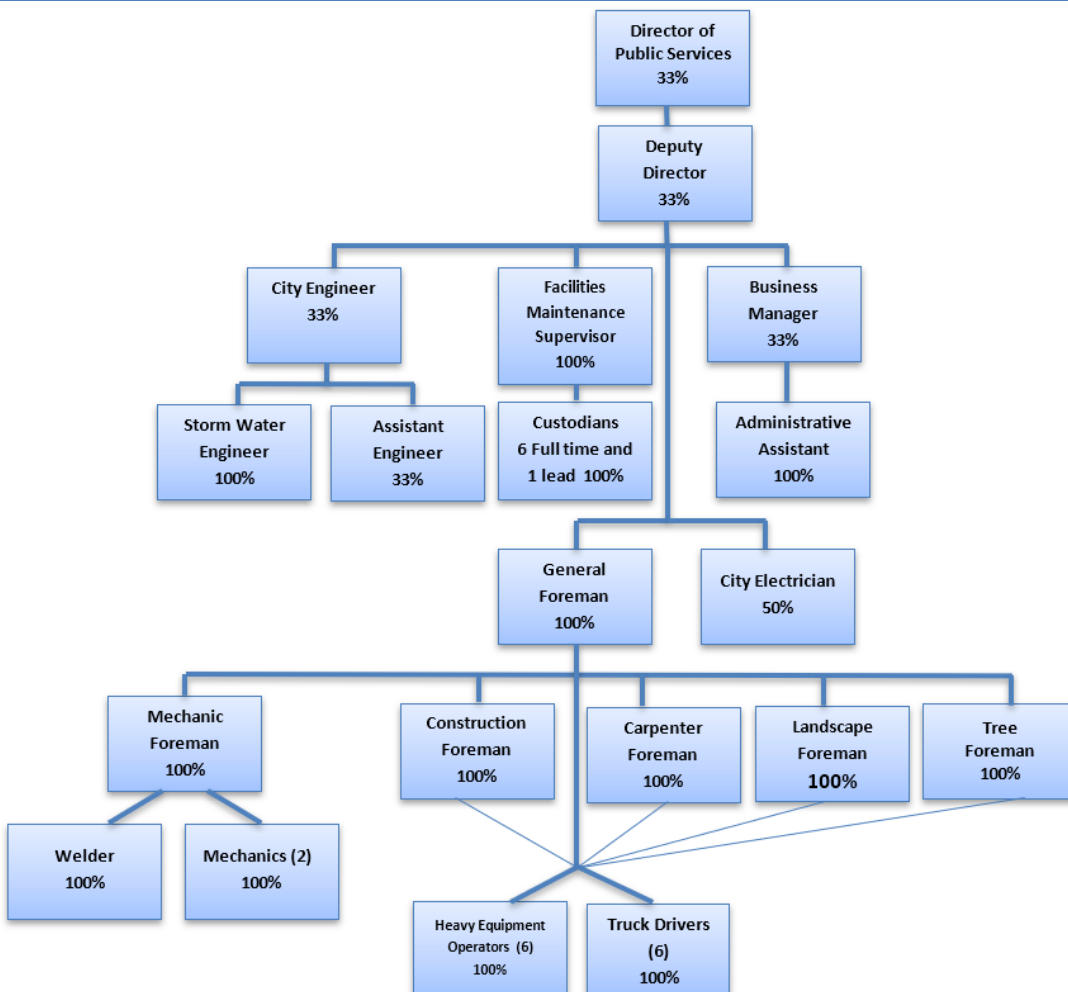 Director of
Public Services
33%
Deputy
Director
33%
City Engineer
33%
Facilities
Maintenance
Supervisor
100%
Business
Manager
33%
Storm Water
Engineer
100%
Assistant
Engineer
33%
Custodians
6 Full time and
1 lead 100%
Administrative
Assistant
100%
General
Foreman
100%
City Electrician
50%
Mechanic
Foreman
100%
Construction
Foreman
100%
Carpenter
Foreman
100%
Landscape
Foreman
100%
Tree
Foreman
100%
Welder
100%
Mechanics (2)
100%
Heavy Equipment
Operators (6)
100%
Truck Drivers
(6)
100%